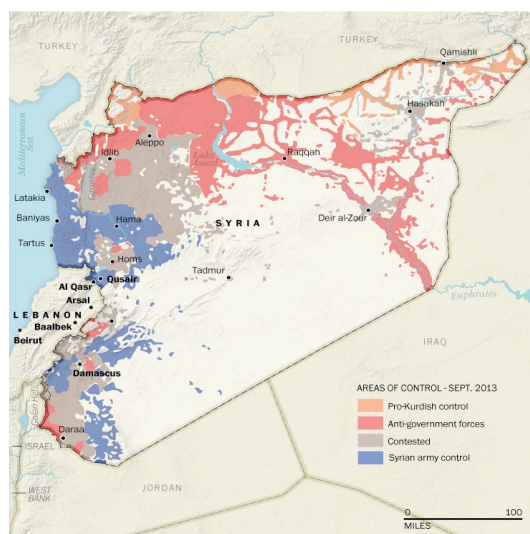 TURKEY
TURKEY
Qamishli
Hasakah
Mediterranean
Sea
Aleppo
Idlib
Orontes
Lake
Assad
Raqqah
Latakia
Baniyas
Hama
SYRIA
Deir al-Zour
Tartus
Homs
Tadmur
Al Qasr
Qusair
Arsal
LEBANON
Baalbek
Beirut
Euphrates
IRAQ
Damascus
Golan Hts.
Daraa
ISRAEL
WEST
BANK
JORDAN
AREAS OF CONTROL - SEPT. 2013
Pro-Kurdish control
Anti-government forces
Contested
Syrian army control
0 100
MILES